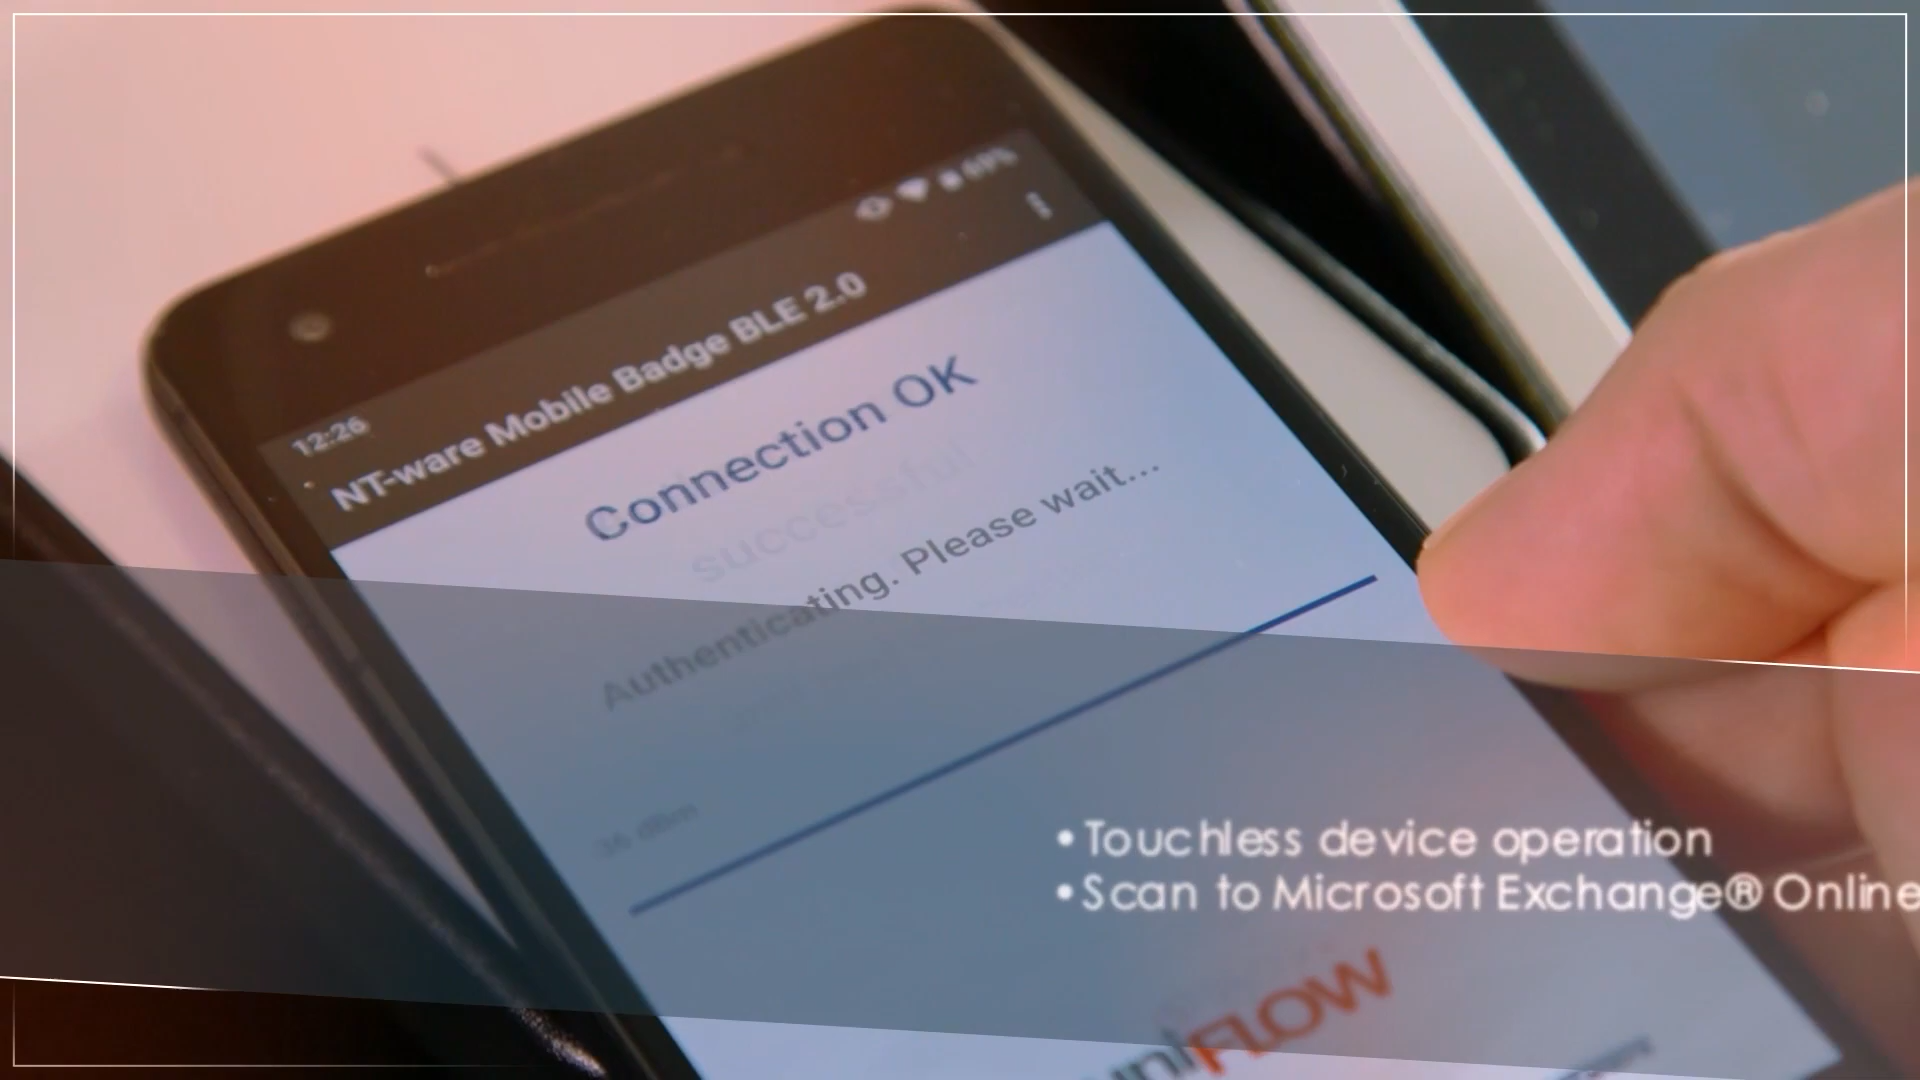 69%
12:26
NT-ware Mobile Badge BLE 2.0
Connection OK
successful
Authenticating. Please wait...
• Touchless device operation
• Scan to Microsoft Exchange® Online
uniFLOW